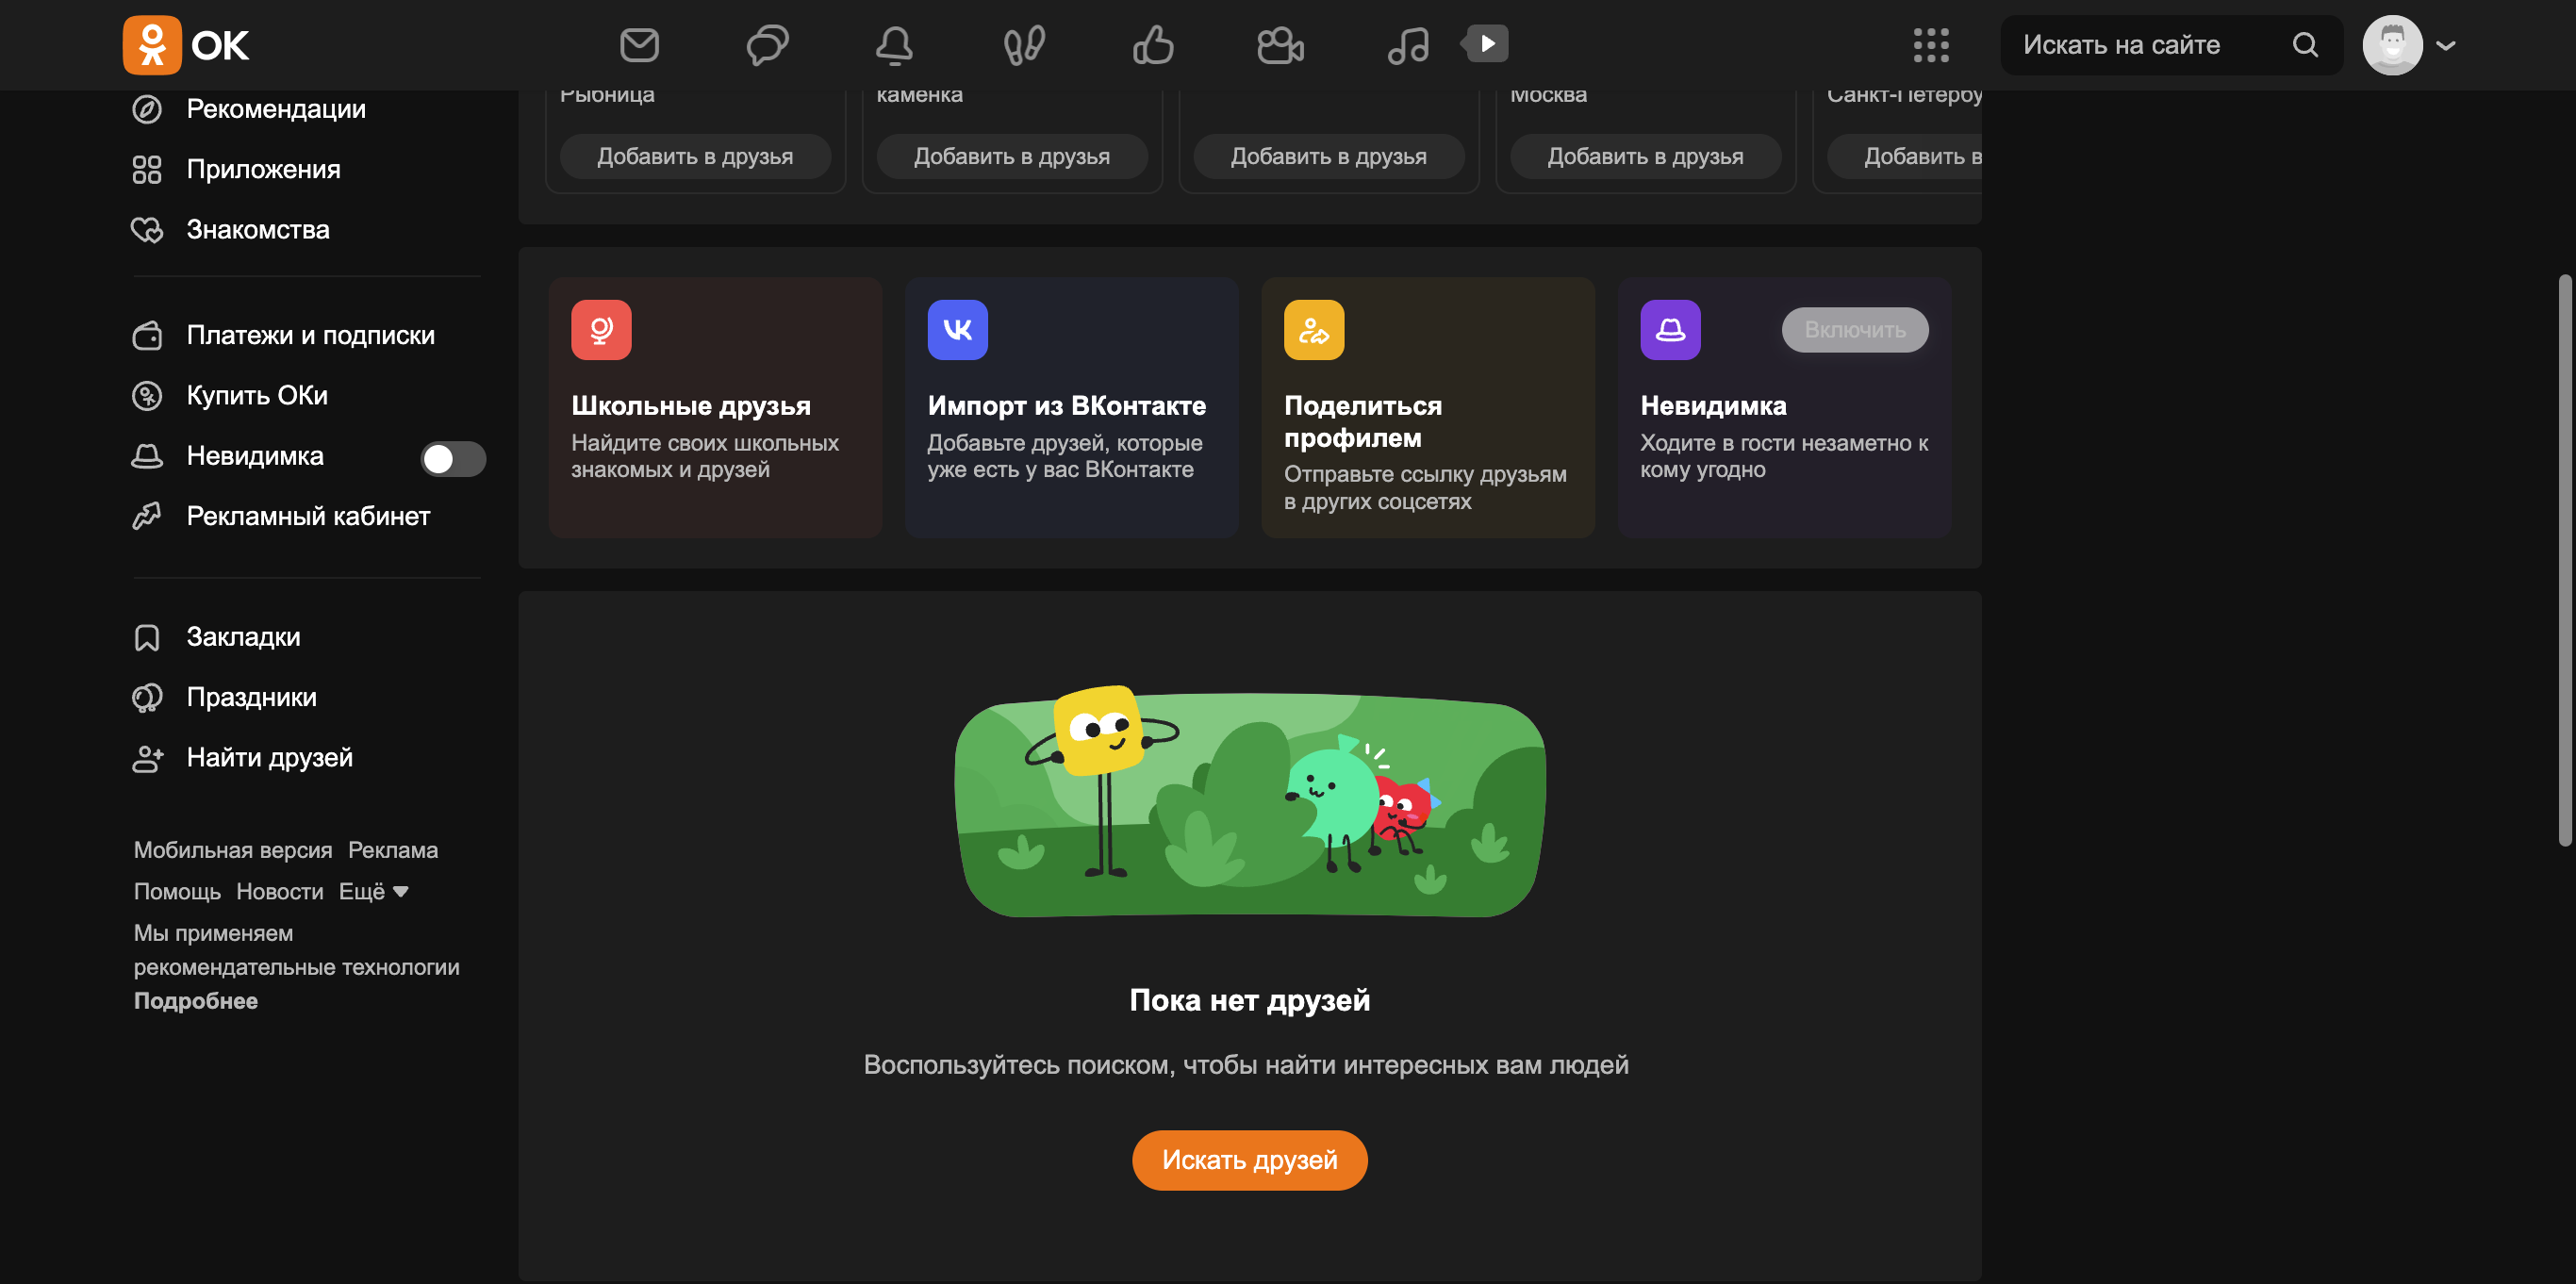 ОК
Искать на сайте
Рекомендации
Приложения
Знакомства
Платежи и подписки
Купить ОКи
Невидимка
Рекламный кабинет
Закладки
Праздники
Найти друзей
Мобильная версия Реклама
Помощь Новости Ещё
Мы применяем
рекомендательные технологии
Подробнее
Рыбница
каменка
Москва
Санкт-Петербу
Добавить в друзья
Добавить в друзья
Добавить в друзья
Добавить в друзья
Добавить в
Школьные друзья
Найдите своих школьных
знакомых и друзей
Импорт из ВКонтакте
Добавьте друзей, которые
уже есть у вас ВКонтакте
Поделиться
профилем
Отправьте ссылку друзьям
в других соцсетях
Включить
Невидимка
Ходите в гости незаметно к
кому угодно
Пока нет друзей
Воспользуйтесь поиском, чтобы найти интересных вам людей
Искать друзей